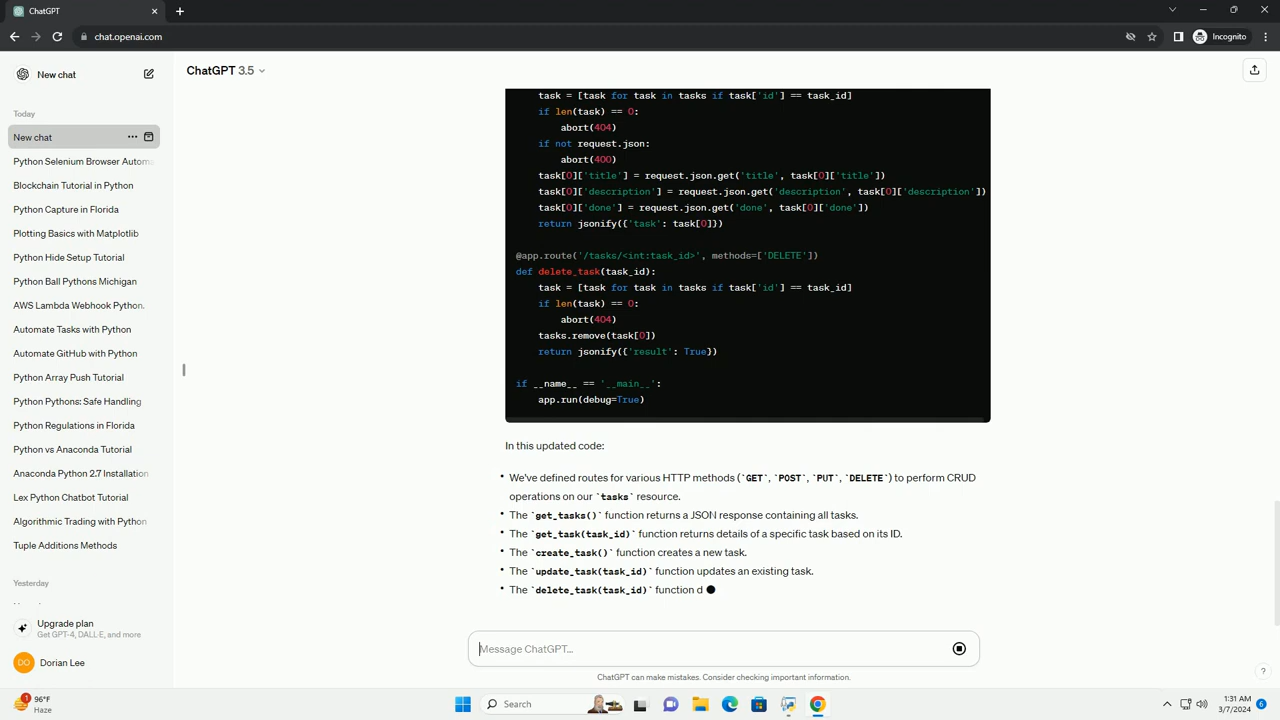 ChatGPT
chat.openai.com
Incognito
New chat
ChatGPT 3.5
Today
New chat
Python Selenium Browser Automa
Blockchain Tutorial in Python
Python Capture in Florida
Plotting Basics with Matplotlib
Python Hide Setup Tutorial
Python Ball Pythons Michigan
AWS Lambda Webhook Python.
Automate Tasks with Python
Automate GitHub with Python
Python Array Push Tutorial
Python Pythons: Safe Handling
Python Regulations in Florida
Python vs Anaconda Tutorial
Anaconda Python 2.7 Installation
Lex Python Chatbot Tutorial
Algorithmic Trading with Python
Tuple Additions Methods
Yesterday
Upgrade plan
Get GPT-4, DALL·E, and more
DO
Dorian Lee
task = [task for task in tasks if task['id'] == task_id]
if len(task) == 0:
abort(404)
if not request.json:
abort(400)
task[0]['title'] = request.json.get('title', task[0]['title'])
task[0]['description'] = request.json.get('description', task[0]['description'])
task[0]['done'] = request.json.get('done', task[0]['done'])
return jsonify({'task': task[0]})
@app.route('/tasks/<int:task_id>', methods=['DELETE'])
def delete_task(task_id):
task = [task for task in tasks if task['id'] == task_id]
if len(task) == 0:
abort(404)
tasks.remove(task[0])
return jsonify({'result': True})
if __name__ == '__main__':
app.run(debug=True)
In this updated code:
• We've defined routes for various HTTP methods (`GET`, `POST`, `PUT`, `DELETE`) to perform CRUD
operations on our `tasks` resource.
• The `get_tasks()` function returns a JSON response containing all tasks.
• The `get_task(task_id)` function returns details of a specific task based on its ID.
• The `create_task()` function creates a new task.
• The `update_task(task_id)` function updates an existing task.
• The `delete_task(task_id)` function d
Message ChatGPT...
ChatGPT can make mistakes. Consider checking important information.
?
1
96°F
Haze
Search
1:31 AM
3/7/2024
6